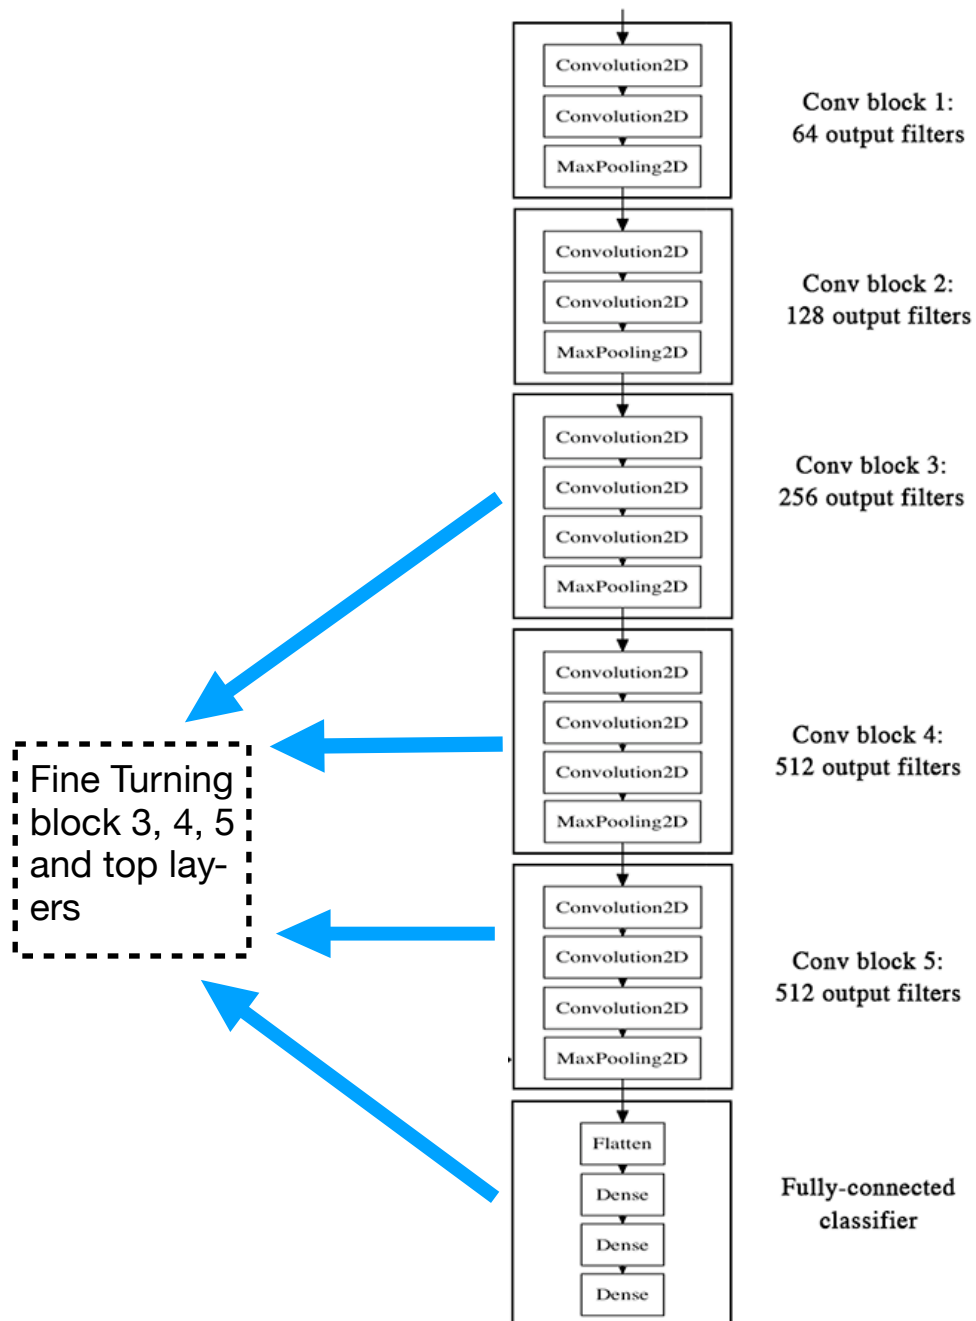 Convolution2D
Convolution2D
MaxPooling2D
Conv block 1:
64 output filters
Convolution2D
Convolution2D
MaxPooling2D
Conv block 2:
128 output filters
Convolution2D
Convolution2D
Convolution2D
MaxPooling2D
Conv block 3:
256 output filters
Convolution2D
Convolution2D
Convolution2D
MaxPooling2D
Conv block 4:
512 output filters
Fine Turning
block 3, 4, 5
and top lay-
ers
Convolution2D
Convolution2D
Convolution2D
MaxPooling2D
Conv block 5:
512 output filters
Flatten
Dense
Dense
Dense
Fully-connected
classifier